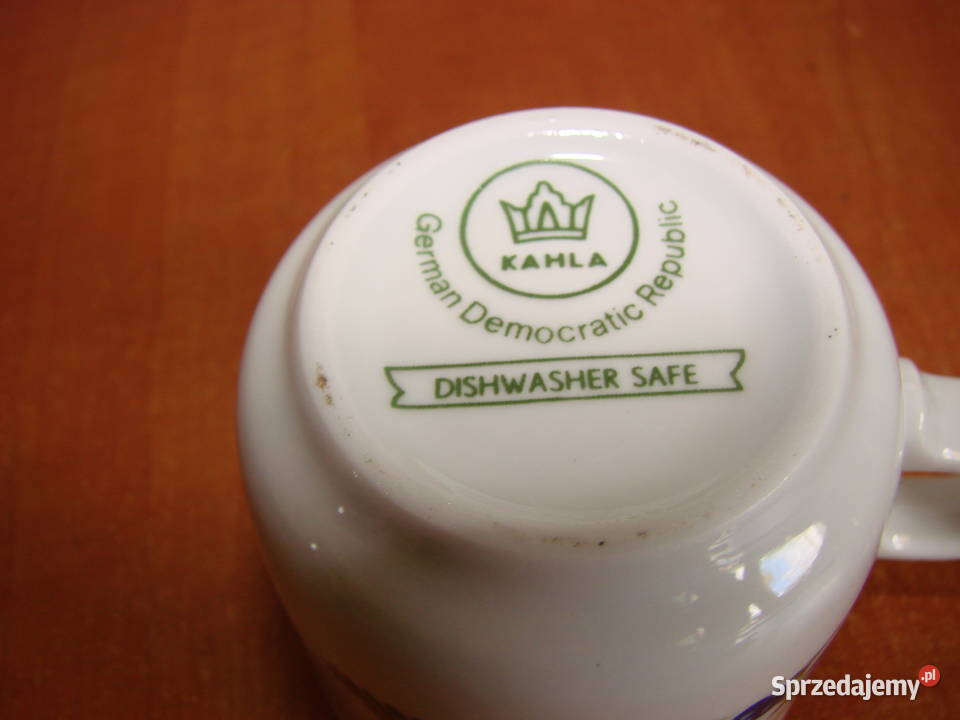 KAHLA
German Democratic Republic
DISHWASHER SAFE
Sprzedajemy.pl